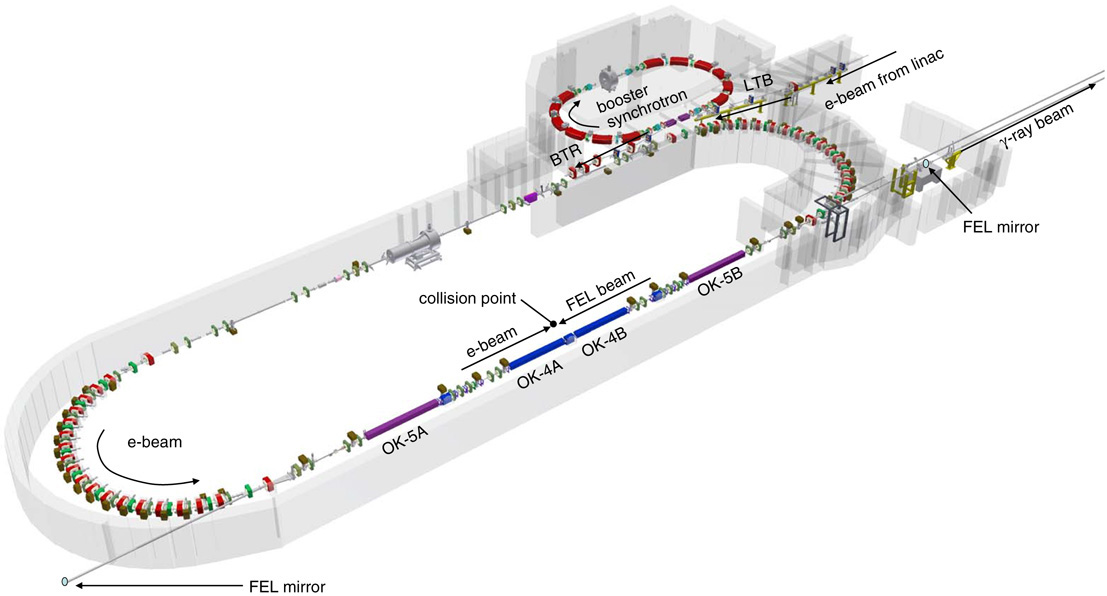 e-beam from linac
LTB
booster
synchrotron
BTR
γ-ray beam
FEL mirror
OK-5B
FEL beam
collision point
OK-4B
e-beam
OK-4A
OK-5A
e-beam
FEL mirror